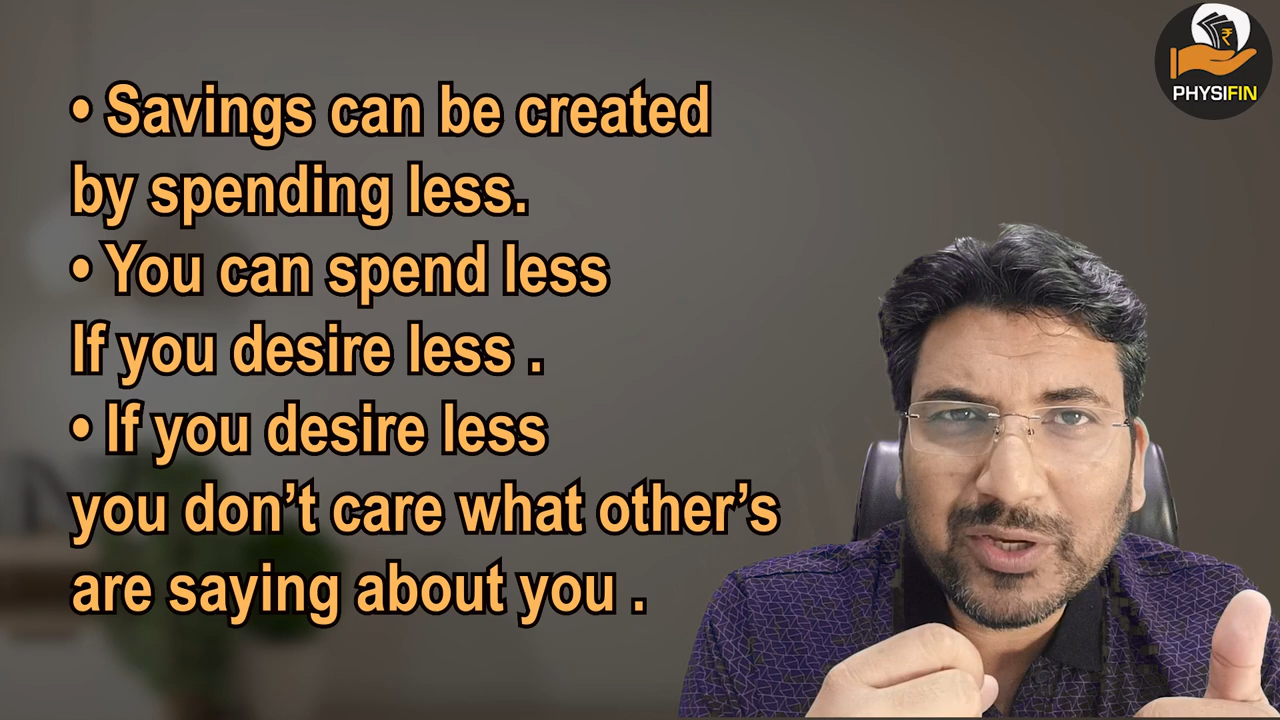 PHYSIFIN
• Savings can be created
by spending less.
• You can spend less
If you desire less .
• If you desire less
you don’t care what other’s
are saying about you .